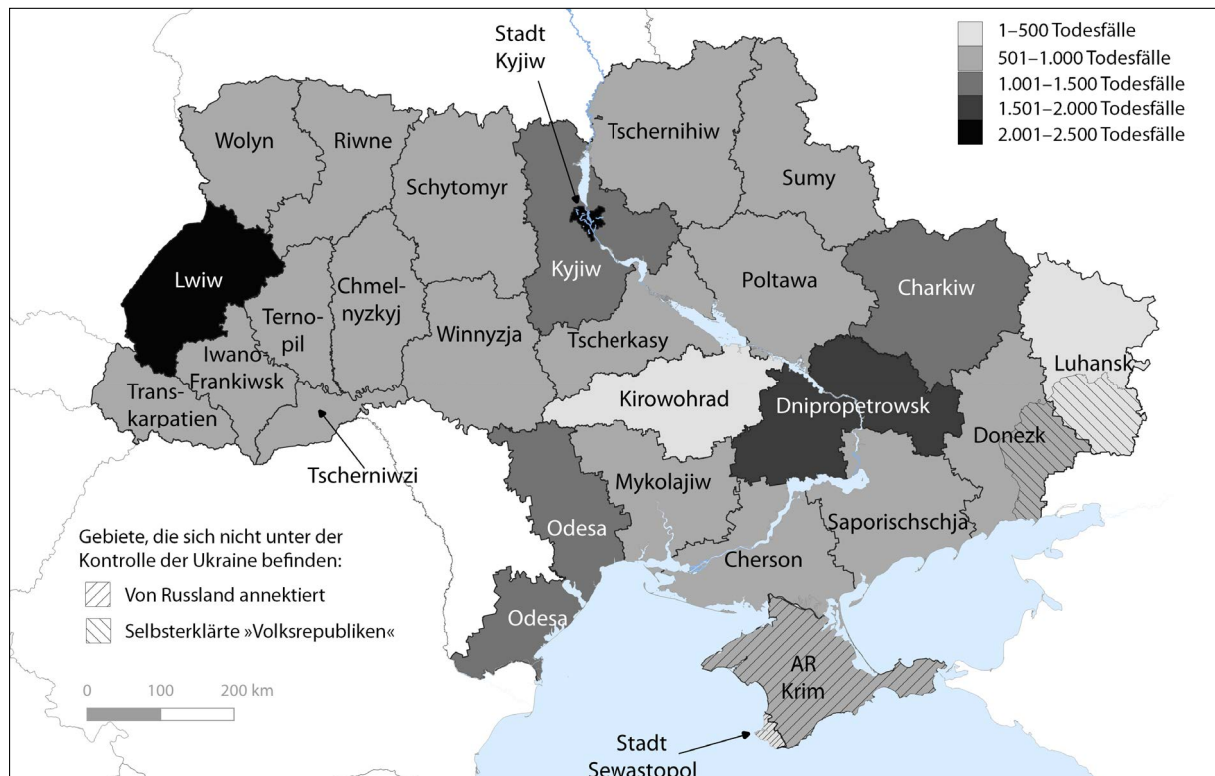 Stadt
Kyjiw
1–500 Todesfälle
501–1.000 Todesfälle
1.001–1.500 Todesfälle
1.501–2.000 Todesfälle
2.001–2.500 Todesfälle
Wolyn
Riwne
Schytomyr
Tschernihiw
Sumy
Lwiw
Kyjiw
Poltawa
Charkiw
Chmel-
nyzkyj
Terno-
pil
Winnyzja
Tscherkasy
Luhansk
Iwano-
Frankiwsk
Trans-
karpatien
Kirowohrad
Dnipropetrowsk
Donezk
Tscherniwzi
Mykolajiw
Odesa
Saporischschja
Cherson
Odesa
Gebiete, die sich nicht unter der
Kontrolle der Ukraine befinden:
Von Russland annektiert
Selbsterklärte »Volksrepubliken«
0 100 200 km
AR
Krim
Stadt
Sewastopol